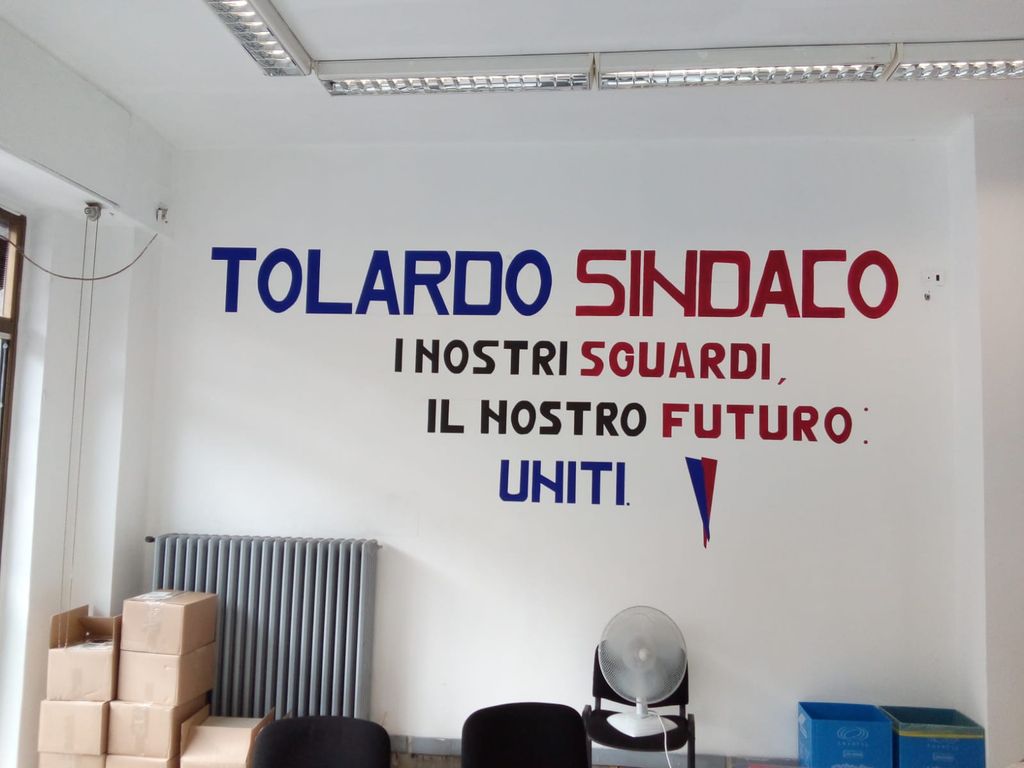 TOLARDO SINDACO
I NOSTRI SGUARDI,
IL NOSTRO FUTURO:
UNITI.